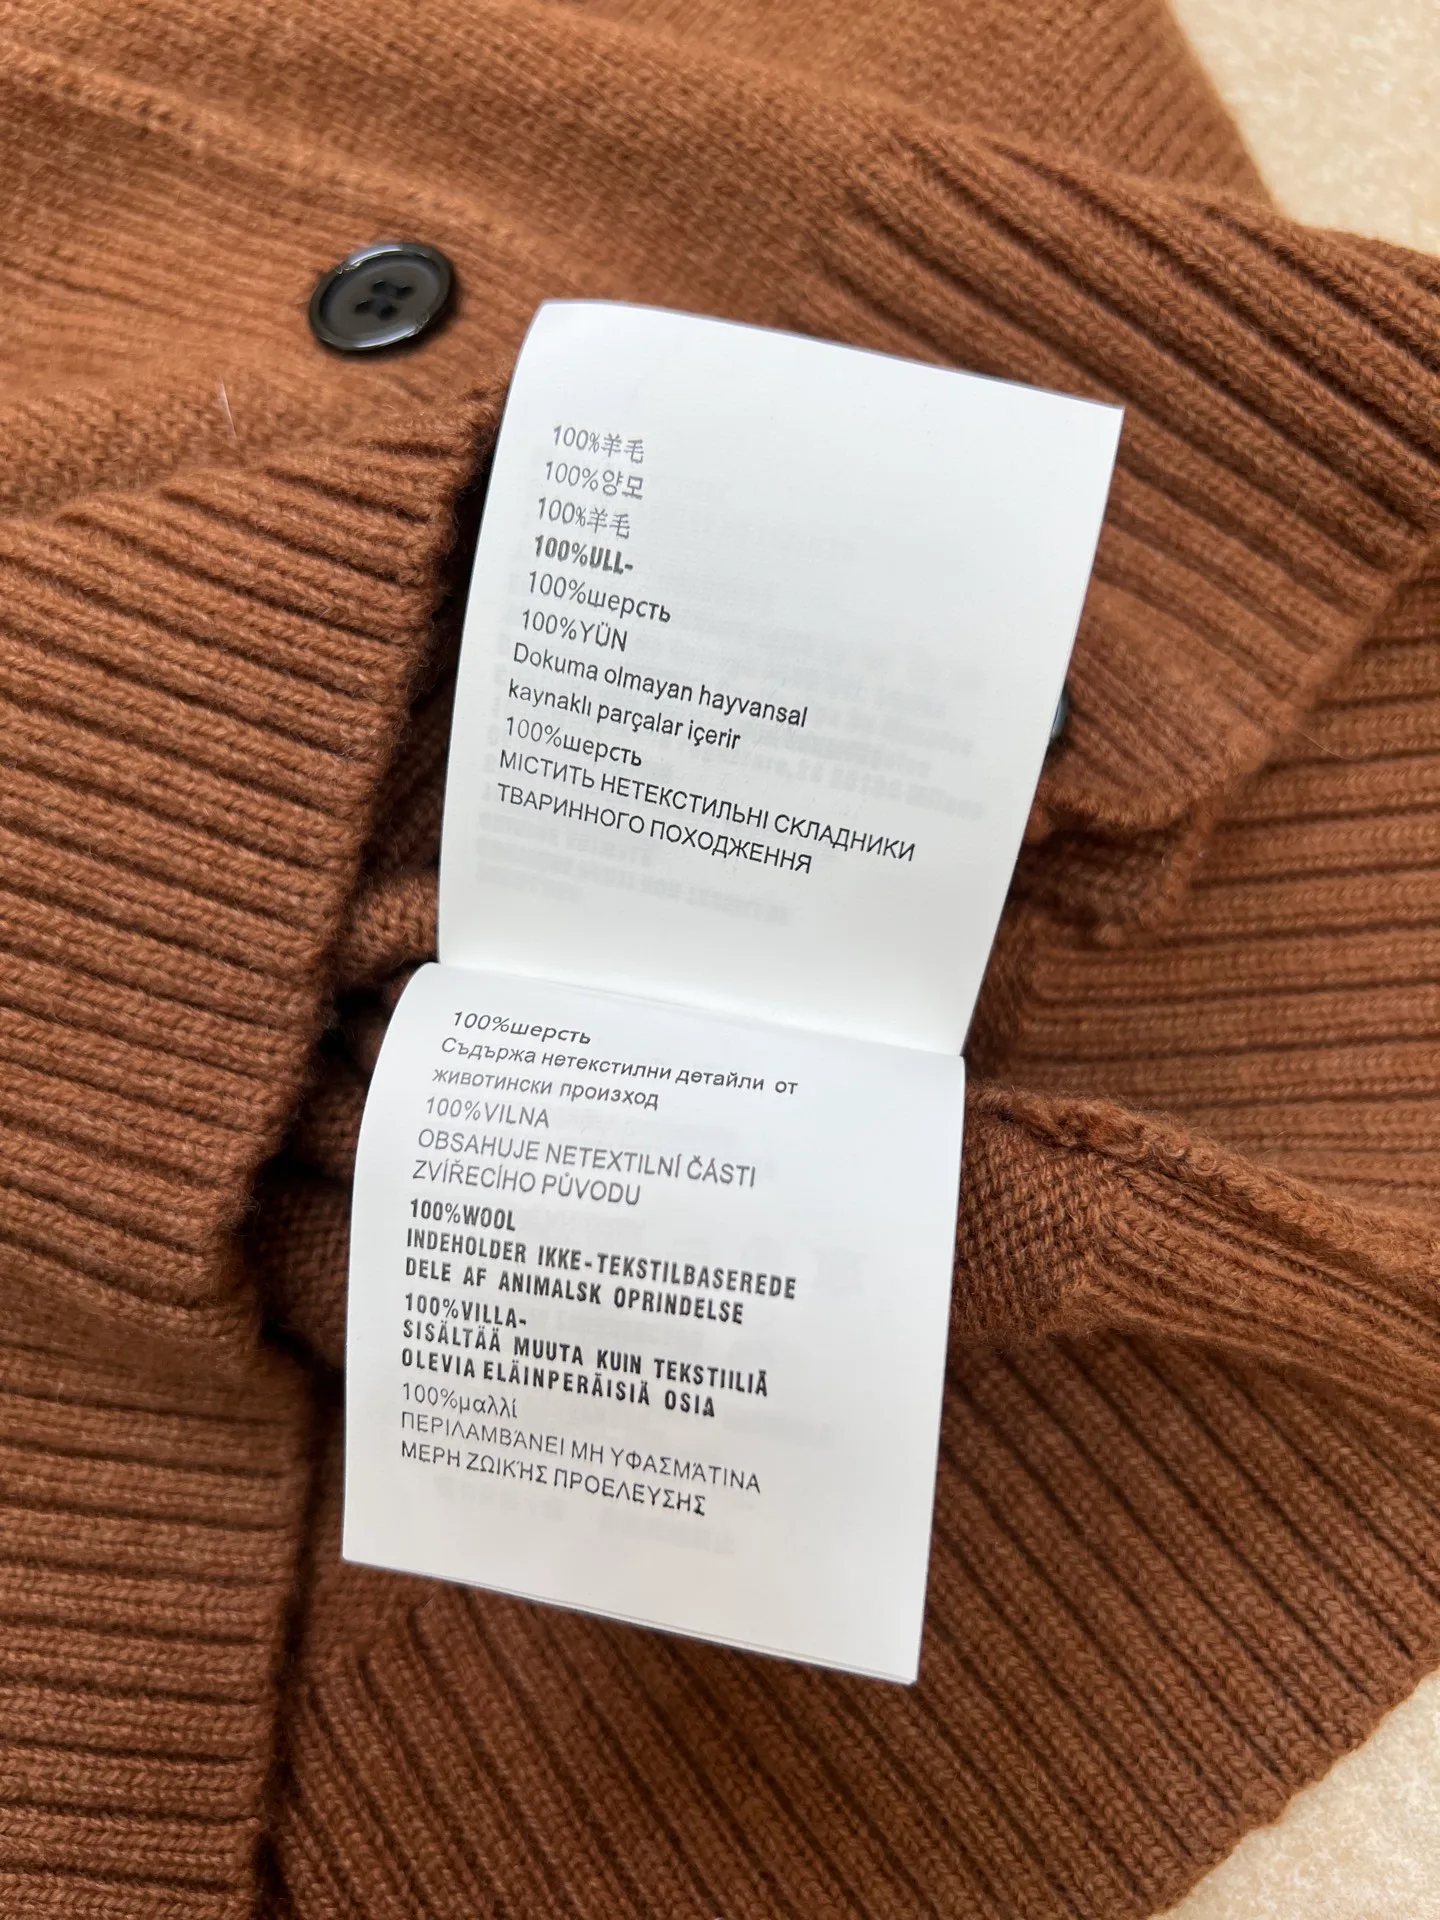 100%羊毛
100%양모
100%羊毛
100%ULL-
100%шерсть
100%YÜN
Dokuma olmayan hayvansal
kaynaklı parçalar içerir
100%шерсть
МІСТИТЬ НЕТЕКСТИЛЬНІ СКЛАДНИКИ
ТВАРИННОГО ПОХОДЖЕННЯ
100%шерсть
Съдържа нетекстилни детайли от
животински произход
100%VILNA
OBSAHUJE NETEXTILNÍ ČÁSTI
ZVÍŘECÍHO PŮVODU
100%WOOL
INDEHOLDER IKKE-TEKSTILBASEREDE
DELE AF ANIMALSK OPRINDELSE
100%VILLA-
SISÄLTÄÄ MUUTA KUIN TEKSTIILIÄ
OLEVIA ELÄINPERÄISIÄ OSIA
100%μαλλί
ΠΕΡΙΛΑΜΒΆΝΕΙ ΜΗ ΥΦΑΣΜΆΤΙΝΑ
ΜΕΡΗ ΖΩΙΚΉΣ ΠΡΟΕΛΕΥΣΗΣ